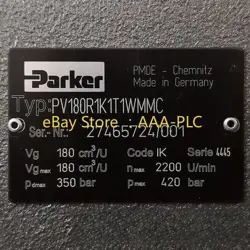 Parker
PMDE - Chemnitz
Made in Germany
Typ: PV180R1K1T1WMMC
eBay Store : AAA-PLC
Ser.-Nr.: 27465724/001
Vg 180 cm³/U Code IK Serie 4445
Vg 180 cm³/U n max 2200 U/min
p dmax 350 bar p max 420 bar